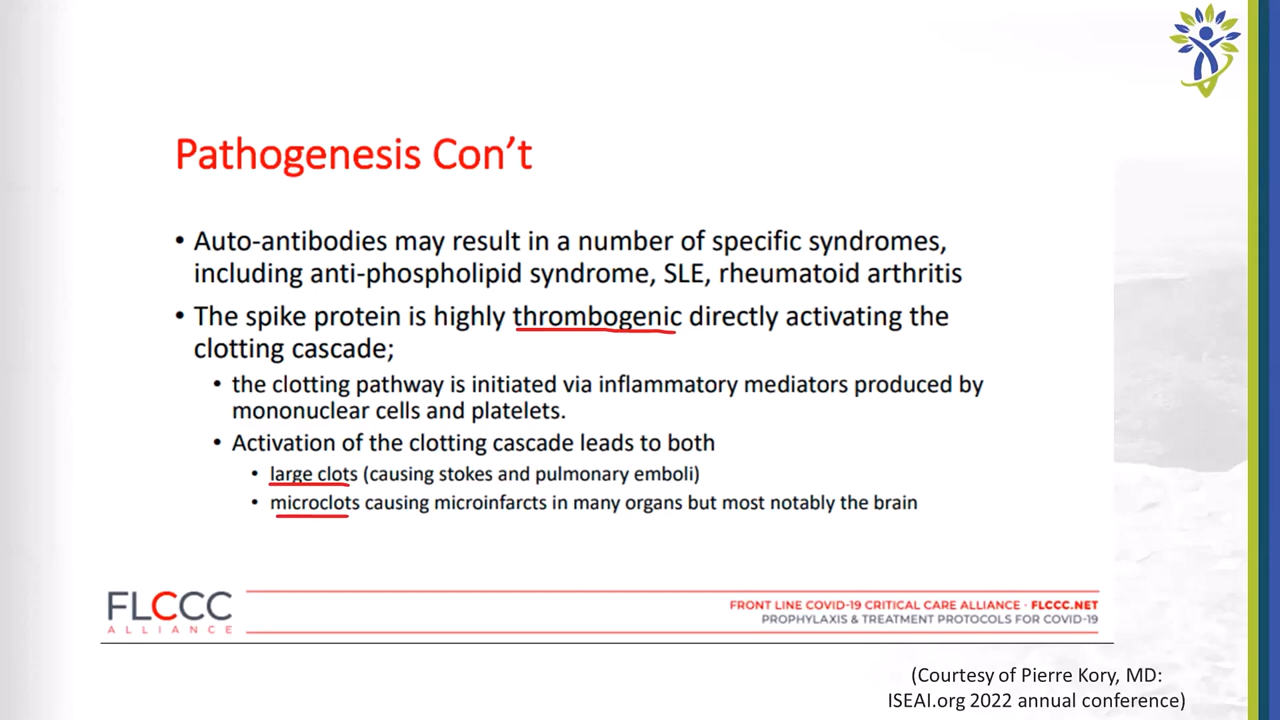 Pathogenesis Con’t
• Auto-antibodies may result in a number of specific syndromes,
including anti-phospholipid syndrome, SLE, rheumatoid arthritis
• The spike protein is highly thrombogenic directly activating the
clotting cascade;
• the clotting pathway is initiated via inflammatory mediators produced by
mononuclear cells and platelets.
• Activation of the clotting cascade leads to both
• large clots (causing stokes and pulmonary emboli)
• microclots causing microinfarcts in many organs but most notably the brain
FLCCC
ALLIANCE
FRONT LINE COVID-19 CRITICAL CARE ALLIANCE · FLCCC.NET
PROPHYLAXIS & TREATMENT PROTOCOLS FOR COVID-19
(Courtesy of Pierre Kory, MD:
ISEAI.org 2022 annual conference)